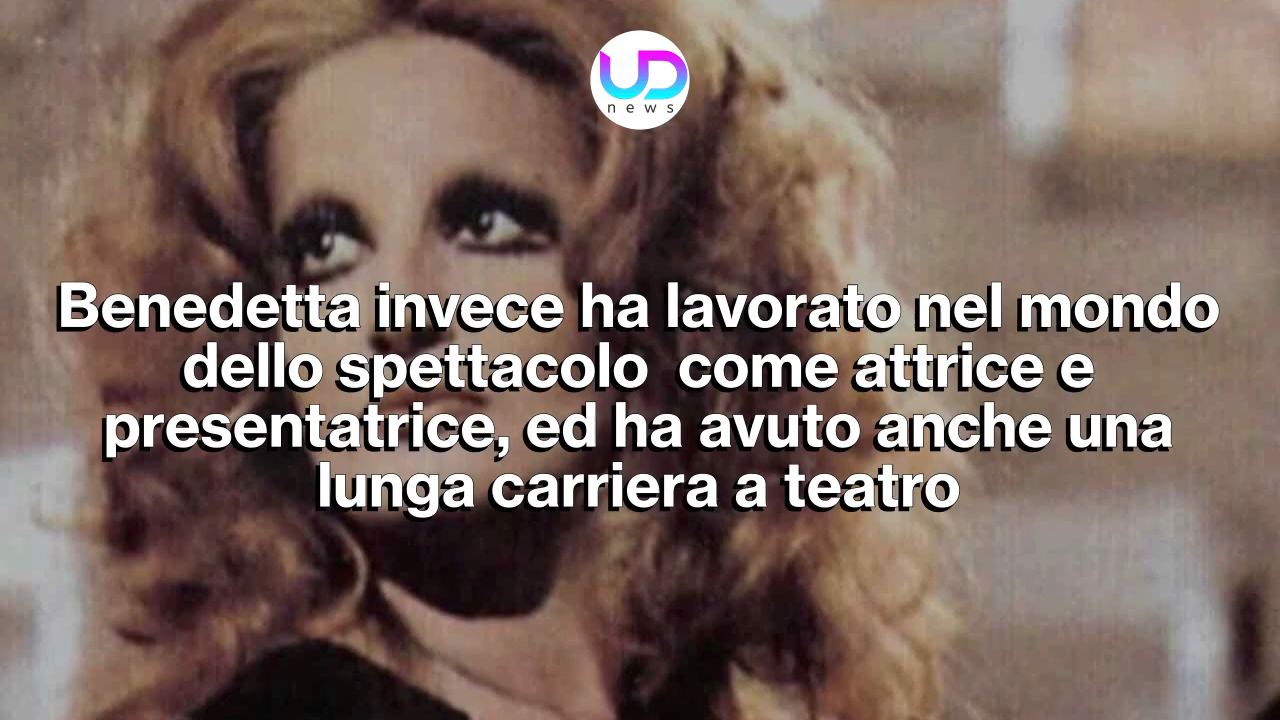 UD
news
Benedetta invece ha lavorato nel mondo
dello spettacolo  come attrice e
presentatrice, ed ha avuto anche una
lunga carriera a teatro